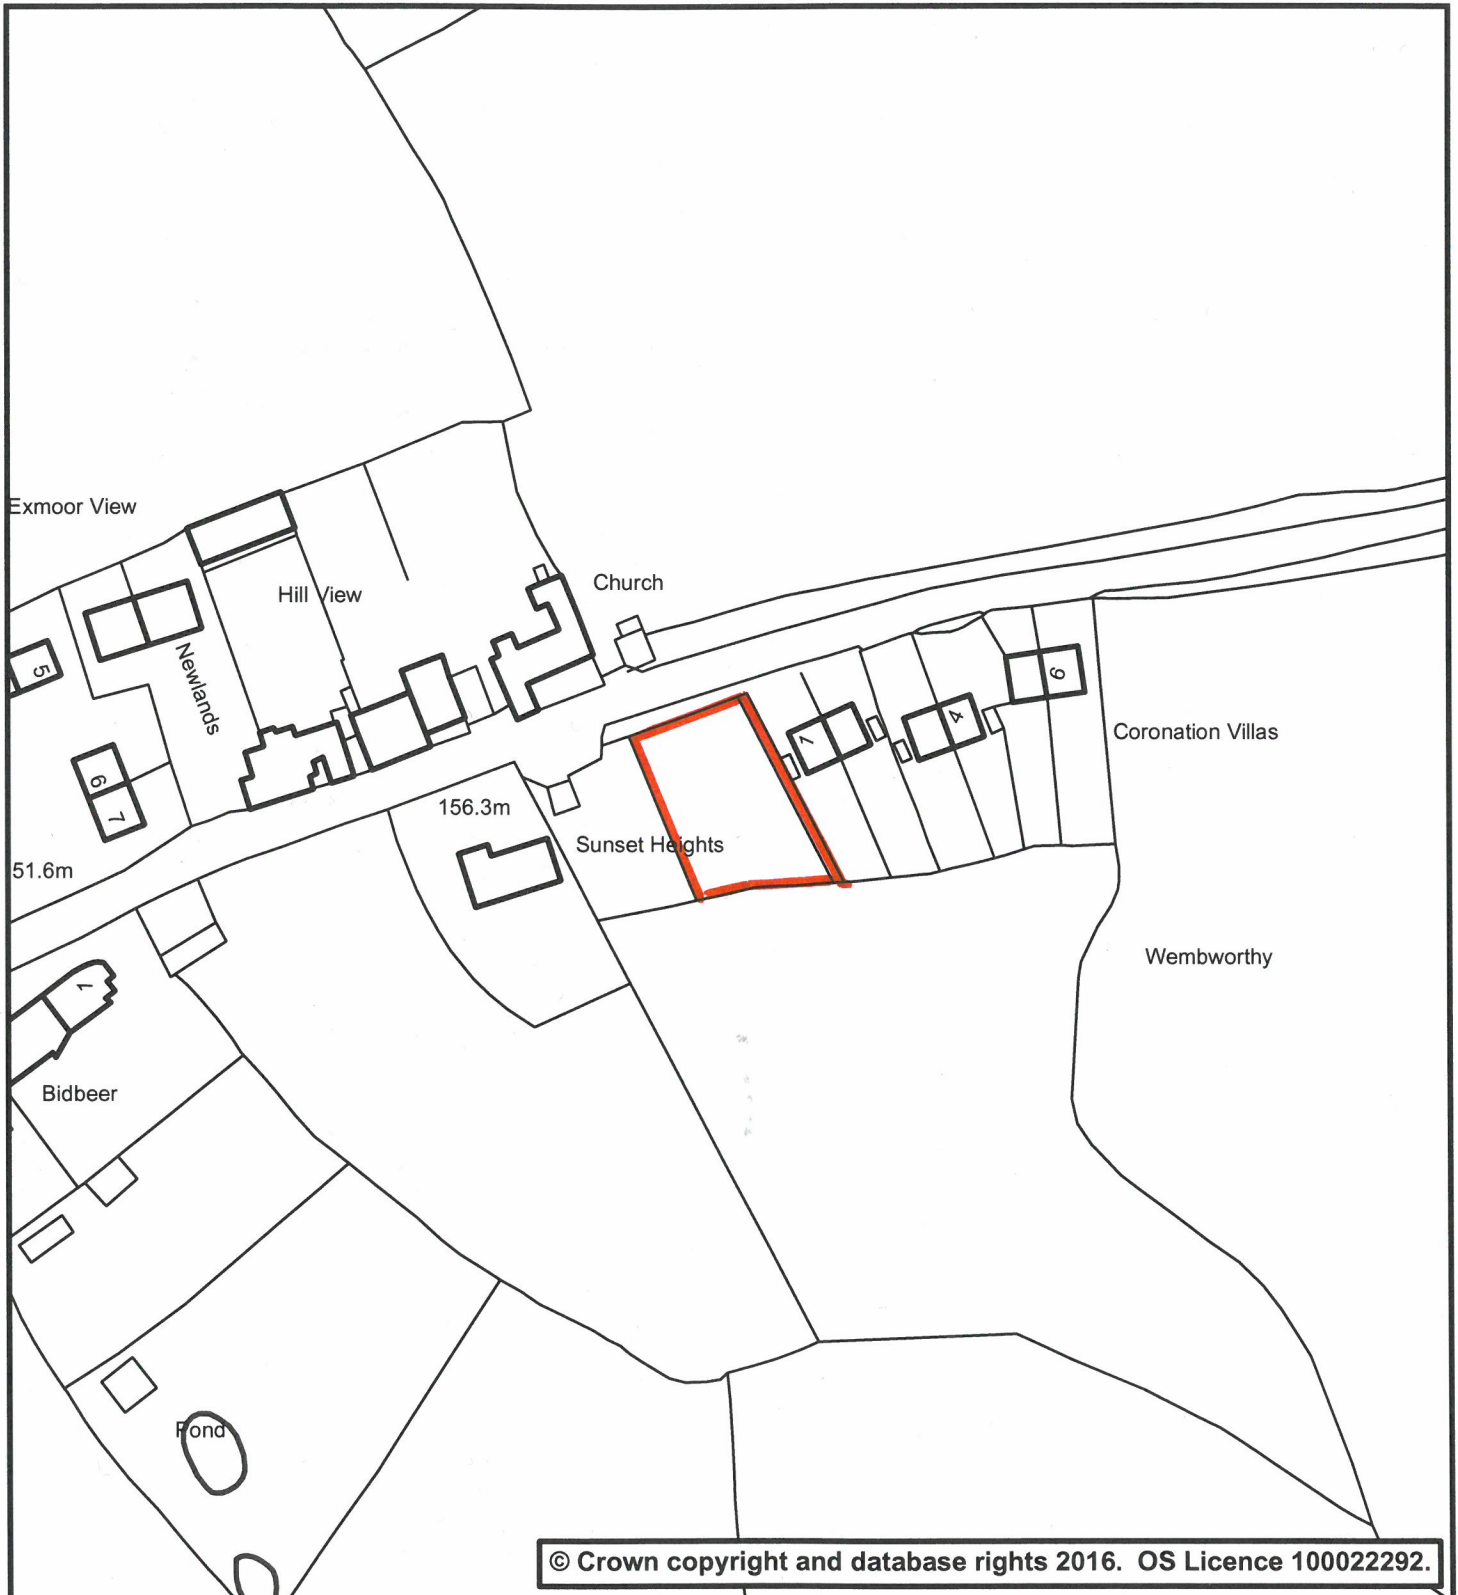 Exmoor View
Church
Hill View
5
Newlands
6
9
4
1
Coronation Villas
6
7
156.3m
Sunset Heights
51.6m
Wembworthy
1
Bidbeer
Pond
© Crown copyright and database rights 2016. OS Licence 100022292.